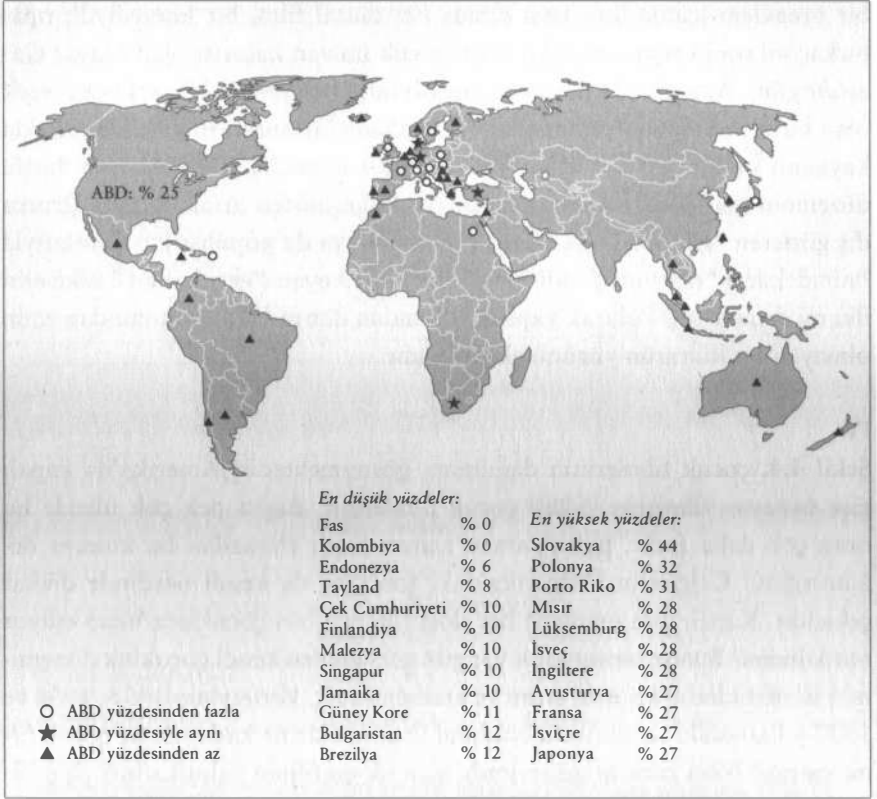 ABD: % 25
En düşük yüzdeler:
Fas % 0
Kolombiya % 0
Endonezya % 6
Tayland % 8
Çek Cumhuriyeti % 10
Finlandiya % 10
Malezya % 10
Singapur % 10
Jamaika % 10
Güney Kore % 11
Bulgaristan % 12
Brezilya % 12
En yüksek yüzdeler:
Slovakya % 44
Polonya % 32
Porto Riko % 31
Mısır % 28
Lüksemburg % 28
İsveç % 28
İngiltere % 27
Avusturya % 27
Fransa % 27
İsviçre % 27
Japonya % 27
ABD yüzdesinden fazla
ABD yüzdesiyle aynı
ABD yüzdesinden az